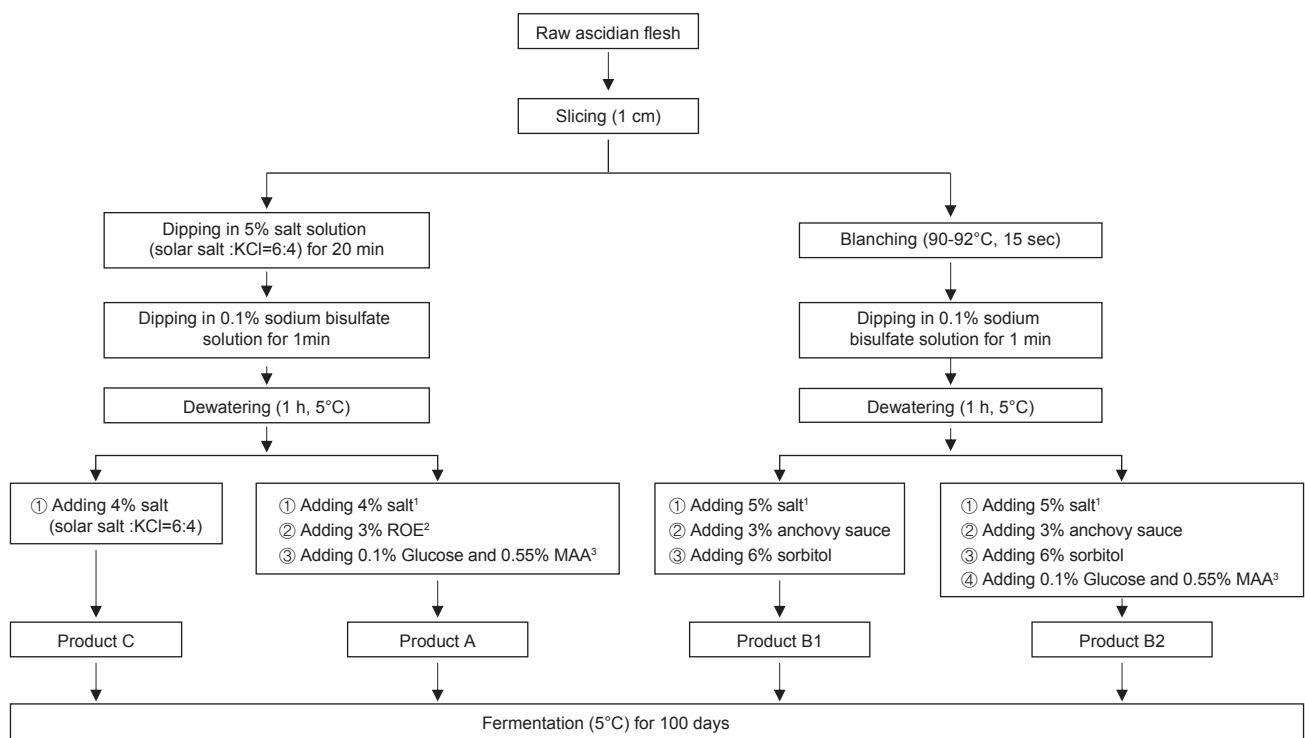 Raw ascidian flesh
Slicing (1 cm)
Dipping in 5% salt solution
(solar salt :KCl=6:4) for 20 min
Blanching (90-92°C, 15 sec)
Dipping in 0.1% sodium bisulfate
solution for 1min
Dipping in 0.1% sodium
bisulfate solution for 1 min
Dewatering (1 h, 5°C)
Dewatering (1 h, 5°C)
① Adding 4% salt
(solar salt :KCl=6:4)
① Adding 4% salt¹
② Adding 3% ROE²
③ Adding 0.1% Glucose and 0.55% MAA³
① Adding 5% salt¹
② Adding 3% anchovy sauce
③ Adding 6% sorbitol
① Adding 5% salt¹
② Adding 3% anchovy sauce
③ Adding 6% sorbitol
④ Adding 0.1% Glucose and 0.55% MAA³
Product C
Product A
Product B1
Product B2
Fermentation (5°C) for 100 days